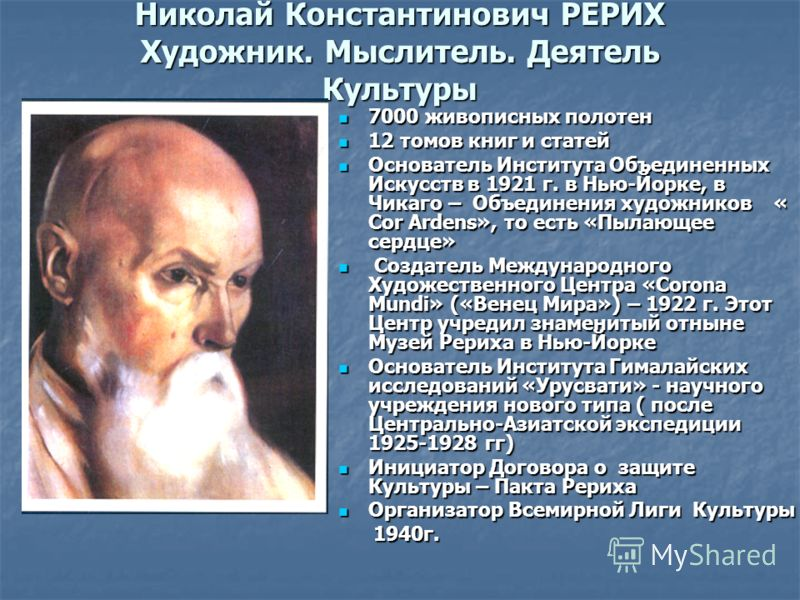 Николай Константинович РЕРИХ
Художник. Мыслитель. Деятель
Культуры
7000 живописных полотен
12 томов книг и статей
Основатель Института Объединенных
Искусств в 1921 г. в Нью-Йорке, в
Чикаго – Объединения художников «
Cor Ardens», то есть «Пылающее
сердце»
Создатель Международного
Художественного Центра «Corona
Mundi» («Венец Мира») – 1922 г. Этот
Центр учредил знаменитый отныне
Музей Рериха в Нью-Йорке
Основатель Института Гималайских
исследований «Урусвати» - научного
учреждения нового типа ( после
Центрально-Азиатской экспедиции
1925-1928 гг)
Инициатор Договора о защите
Культуры – Пакта Рериха
Организатор Всемирной Лиги Культуры
1940г.
MyShared